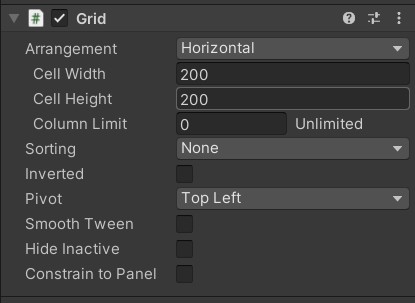 # Grid
Arrangement Horizontal
Cell Width 200
Cell Height 200
Column Limit 0 Unlimited
Sorting None
Inverted
Pivot Top Left
Smooth Tween
Hide Inactive
Constrain to Panel